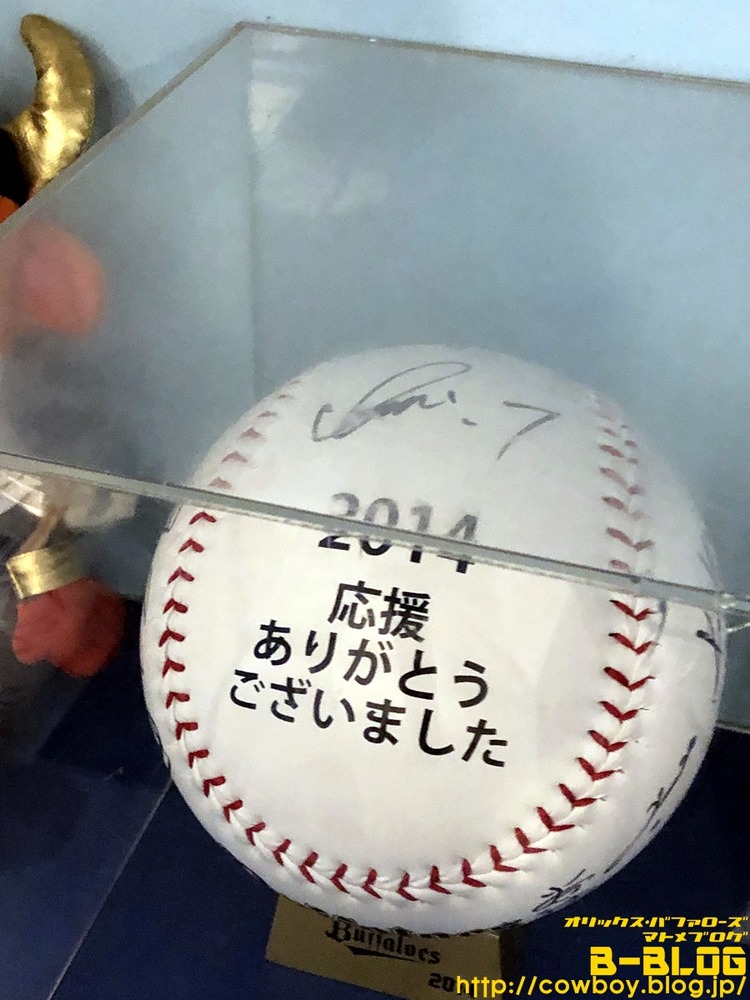 2014
応援
ありがとう
ございました
Buffaloes
オリックス・バファローズ
マトメブログ
B-BLOG
http://cowboy.blog.jp/